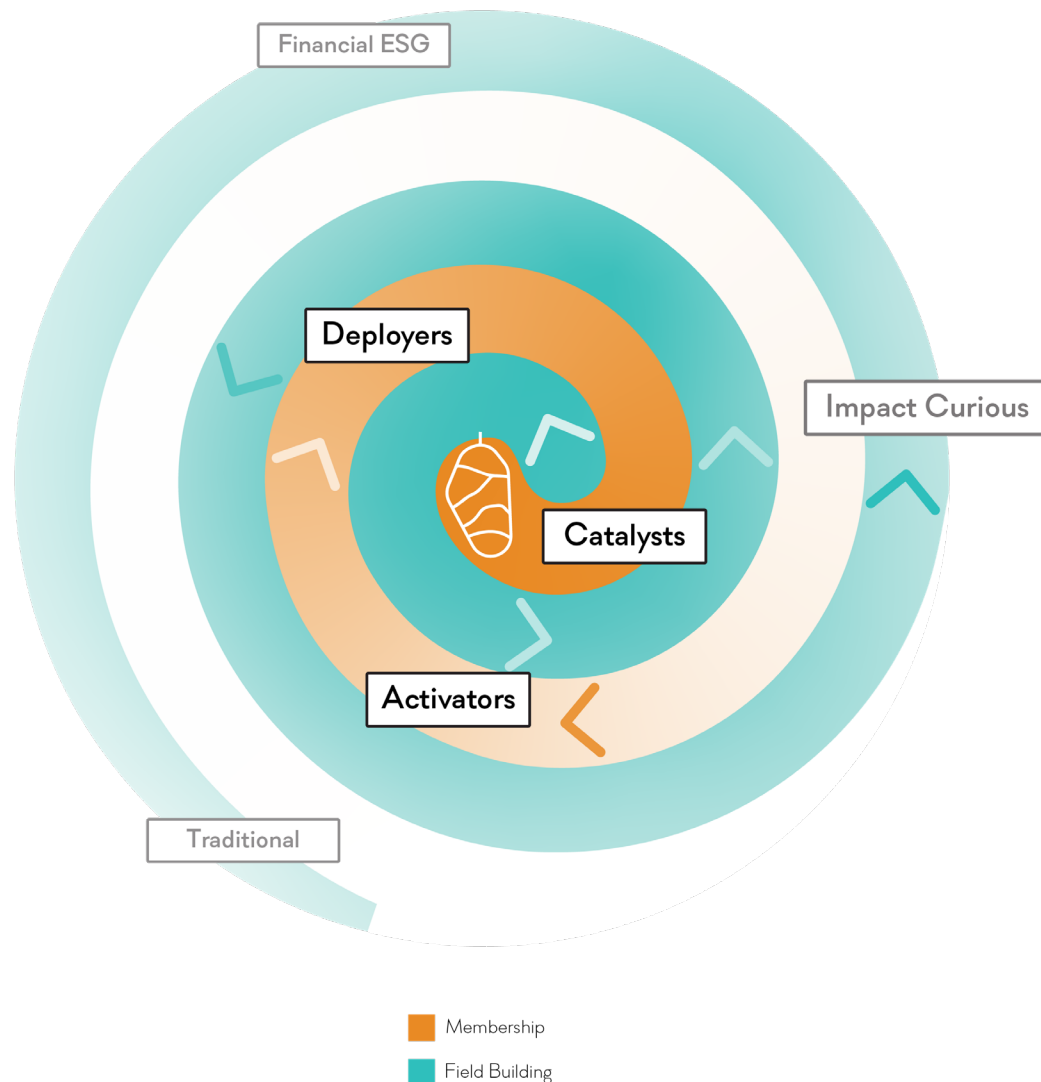 Financial ESG
Deployers
Impact Curious
Catalysts
Activators
Traditional
Membership
Field Building